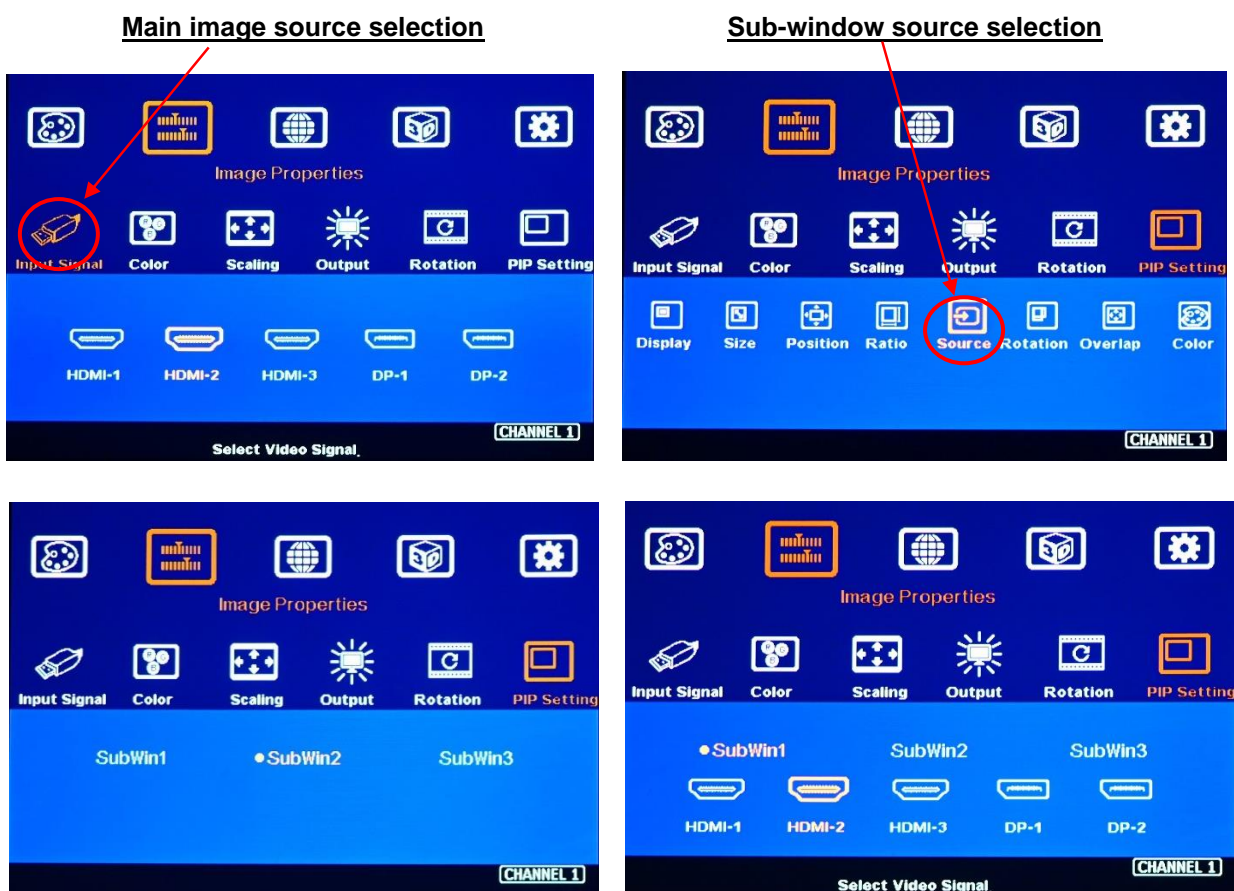 Main image source selection
Sub-window source selection
Image Properties
Input Signal Color Scaling Output Rotation PIP Setting
HDMI-1 HDMI-2 HDMI-3 DP-1 DP-2
CHANNEL 1
Select Video Signal
Image Properties
Input Signal Color Scaling Output Rotation PIP Setting
Display Size Position Ratio Source Rotation Overlap Color
CHANNEL 1
Image Properties
Input Signal Color Scaling Output Rotation PIP Setting
SubWin1 SubWin2 SubWin3
CHANNEL 1
Image Properties
Input Signal Color Scaling Output Rotation PIP Setting
SubWin1 SubWin2 SubWin3
HDMI-1 HDMI-2 HDMI-3 DP-1 DP-2
CHANNEL 1
Select Video Signal